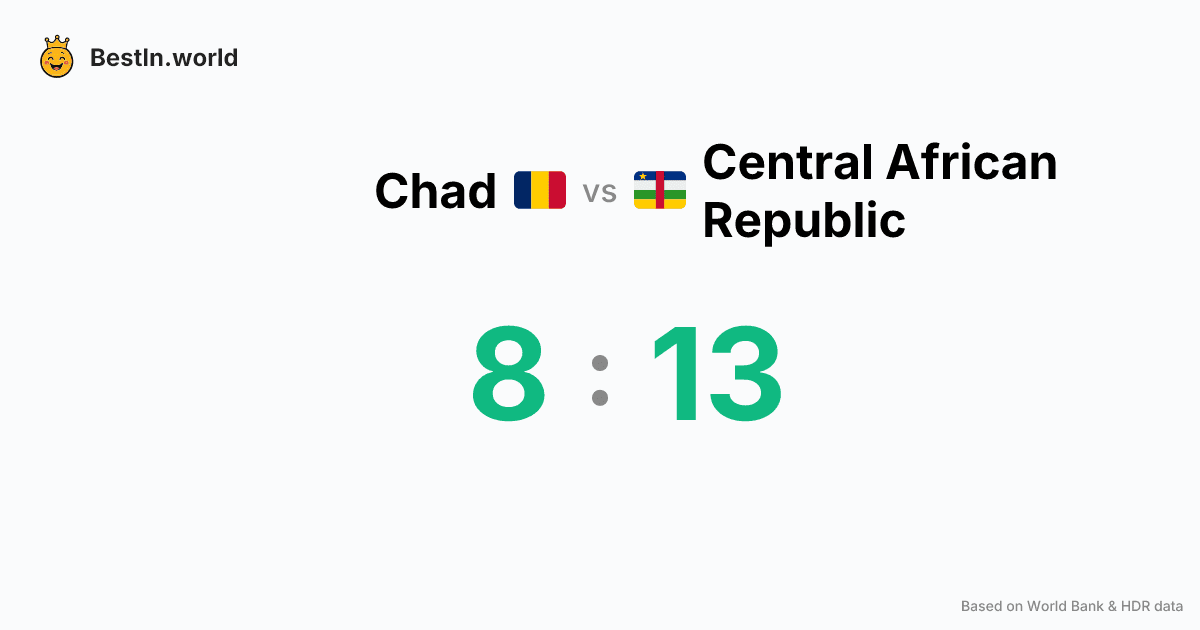 BestIn.world
Chad vs Central African
Republic
8 : 13
Based on World Bank & HDR data